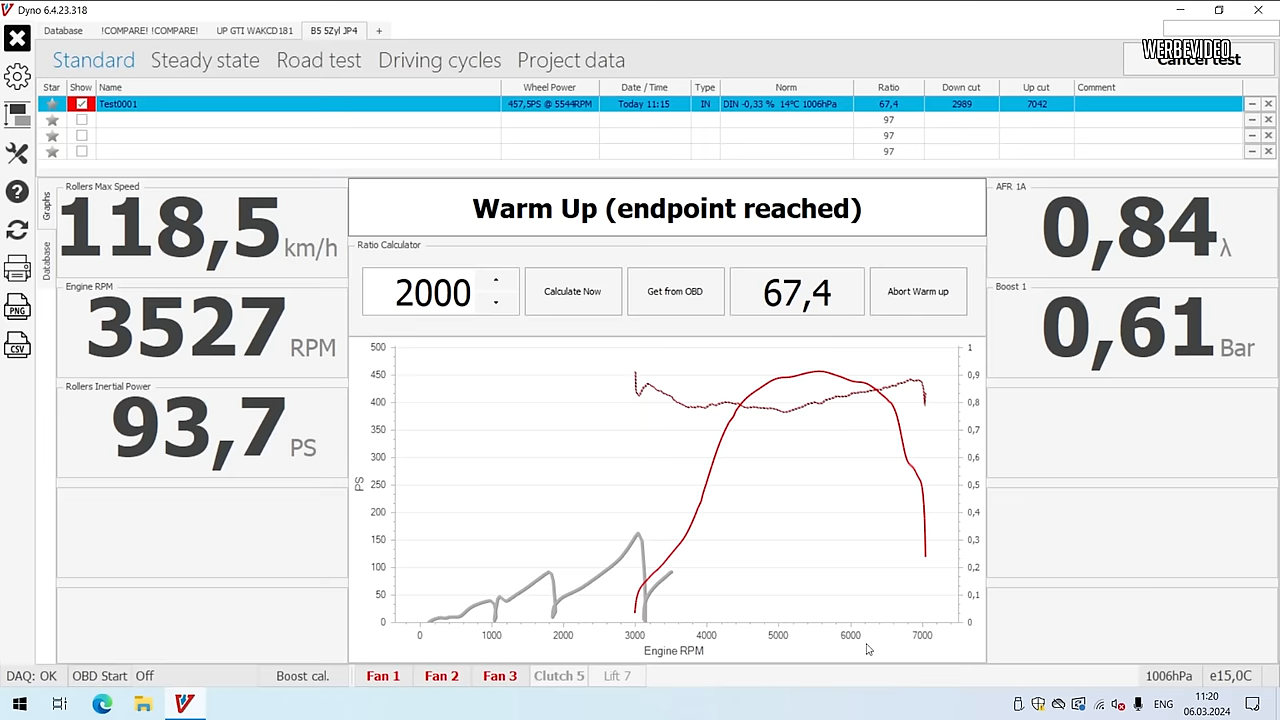 Dyno 6.4.23.318
Database !COMPARE! !COMPARE! UP GTI WAKCD181 B5 5Zyl JP4 +
Standard Steady state Road test Driving cycles Project data
WERREVIDEO
Cancel test
Star Show Name Wheel Power Date / Time Type Norm Ratio Down cut Up cut Comment
Test0001 457,5PS @ 5544RPM Today 11:15 IN DIN -0,33 % 14°C 1006hPa 67,4 2989 7042
97
97
97
Graphs
Database
Rollers Max Speed
118,5 km/h
Engine RPM
3527 RPM
Rollers Inertial Power
93,7 PS
Warm Up (endpoint reached)
Ratio Calculator
2000 Calculate Now Get from OBD 67,4 Abort Warm up
AFR 1A
0,84 λ
Boost 1
0,61 Bar
500 1
450 0,9
400 0,8
350 0,7
300 0,6
250 0,5
200 0,4
150 0,3
100 0,2
50 0,1
0 0
PS
0 1000 2000 3000 4000 5000 6000 7000
Engine RPM
PNG
CSV
DAQ: OK OBD Start Off Boost cal. Fan 1 Fan 2 Fan 3 Clutch 5 Lift 7 1006hPa e15,0C
ENG 11:20
06.03.2024